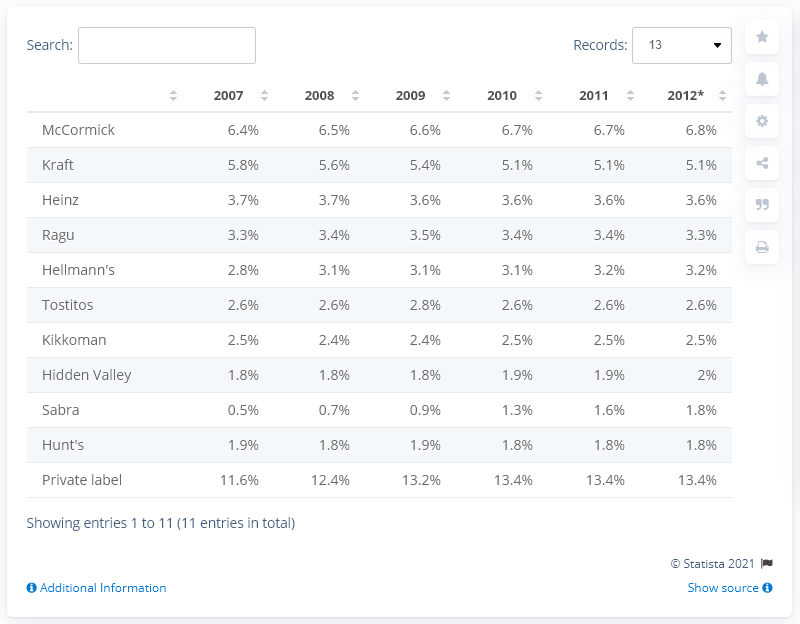 Search:
Records: 13
2007 2008 2009 2010 2011 2012*
McCormick 6.4% 6.5% 6.6% 6.7% 6.7% 6.8%
Kraft 5.8% 5.6% 5.4% 5.1% 5.1% 5.1%
Heinz 3.7% 3.7% 3.6% 3.6% 3.6% 3.6%
Ragu 3.3% 3.4% 3.5% 3.4% 3.4% 3.3%
Hellmann's 2.8% 3.1% 3.1% 3.1% 3.2% 3.2%
Tostitos 2.6% 2.6% 2.8% 2.6% 2.6% 2.6%
Kikkoman 2.5% 2.4% 2.4% 2.5% 2.5% 2.5%
Hidden Valley 1.8% 1.8% 1.8% 1.9% 1.9% 2%
Sabra 0.5% 0.7% 0.9% 1.3% 1.6% 1.8%
Hunt's 1.9% 1.8% 1.9% 1.8% 1.8% 1.8%
Private label 11.6% 12.4% 13.2% 13.4% 13.4% 13.4%
Showing entries 1 to 11 (11 entries in total)
© Statista 2021
Additional Information
Show source